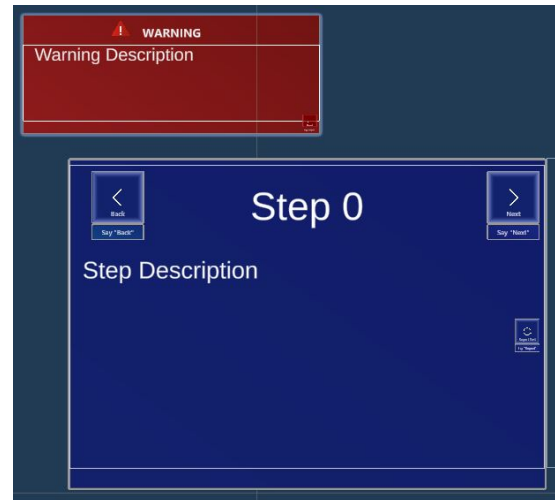 WARNING
Warning Description
Step 0
Back
Say "Back"
Next
Say "Next"
Step Description